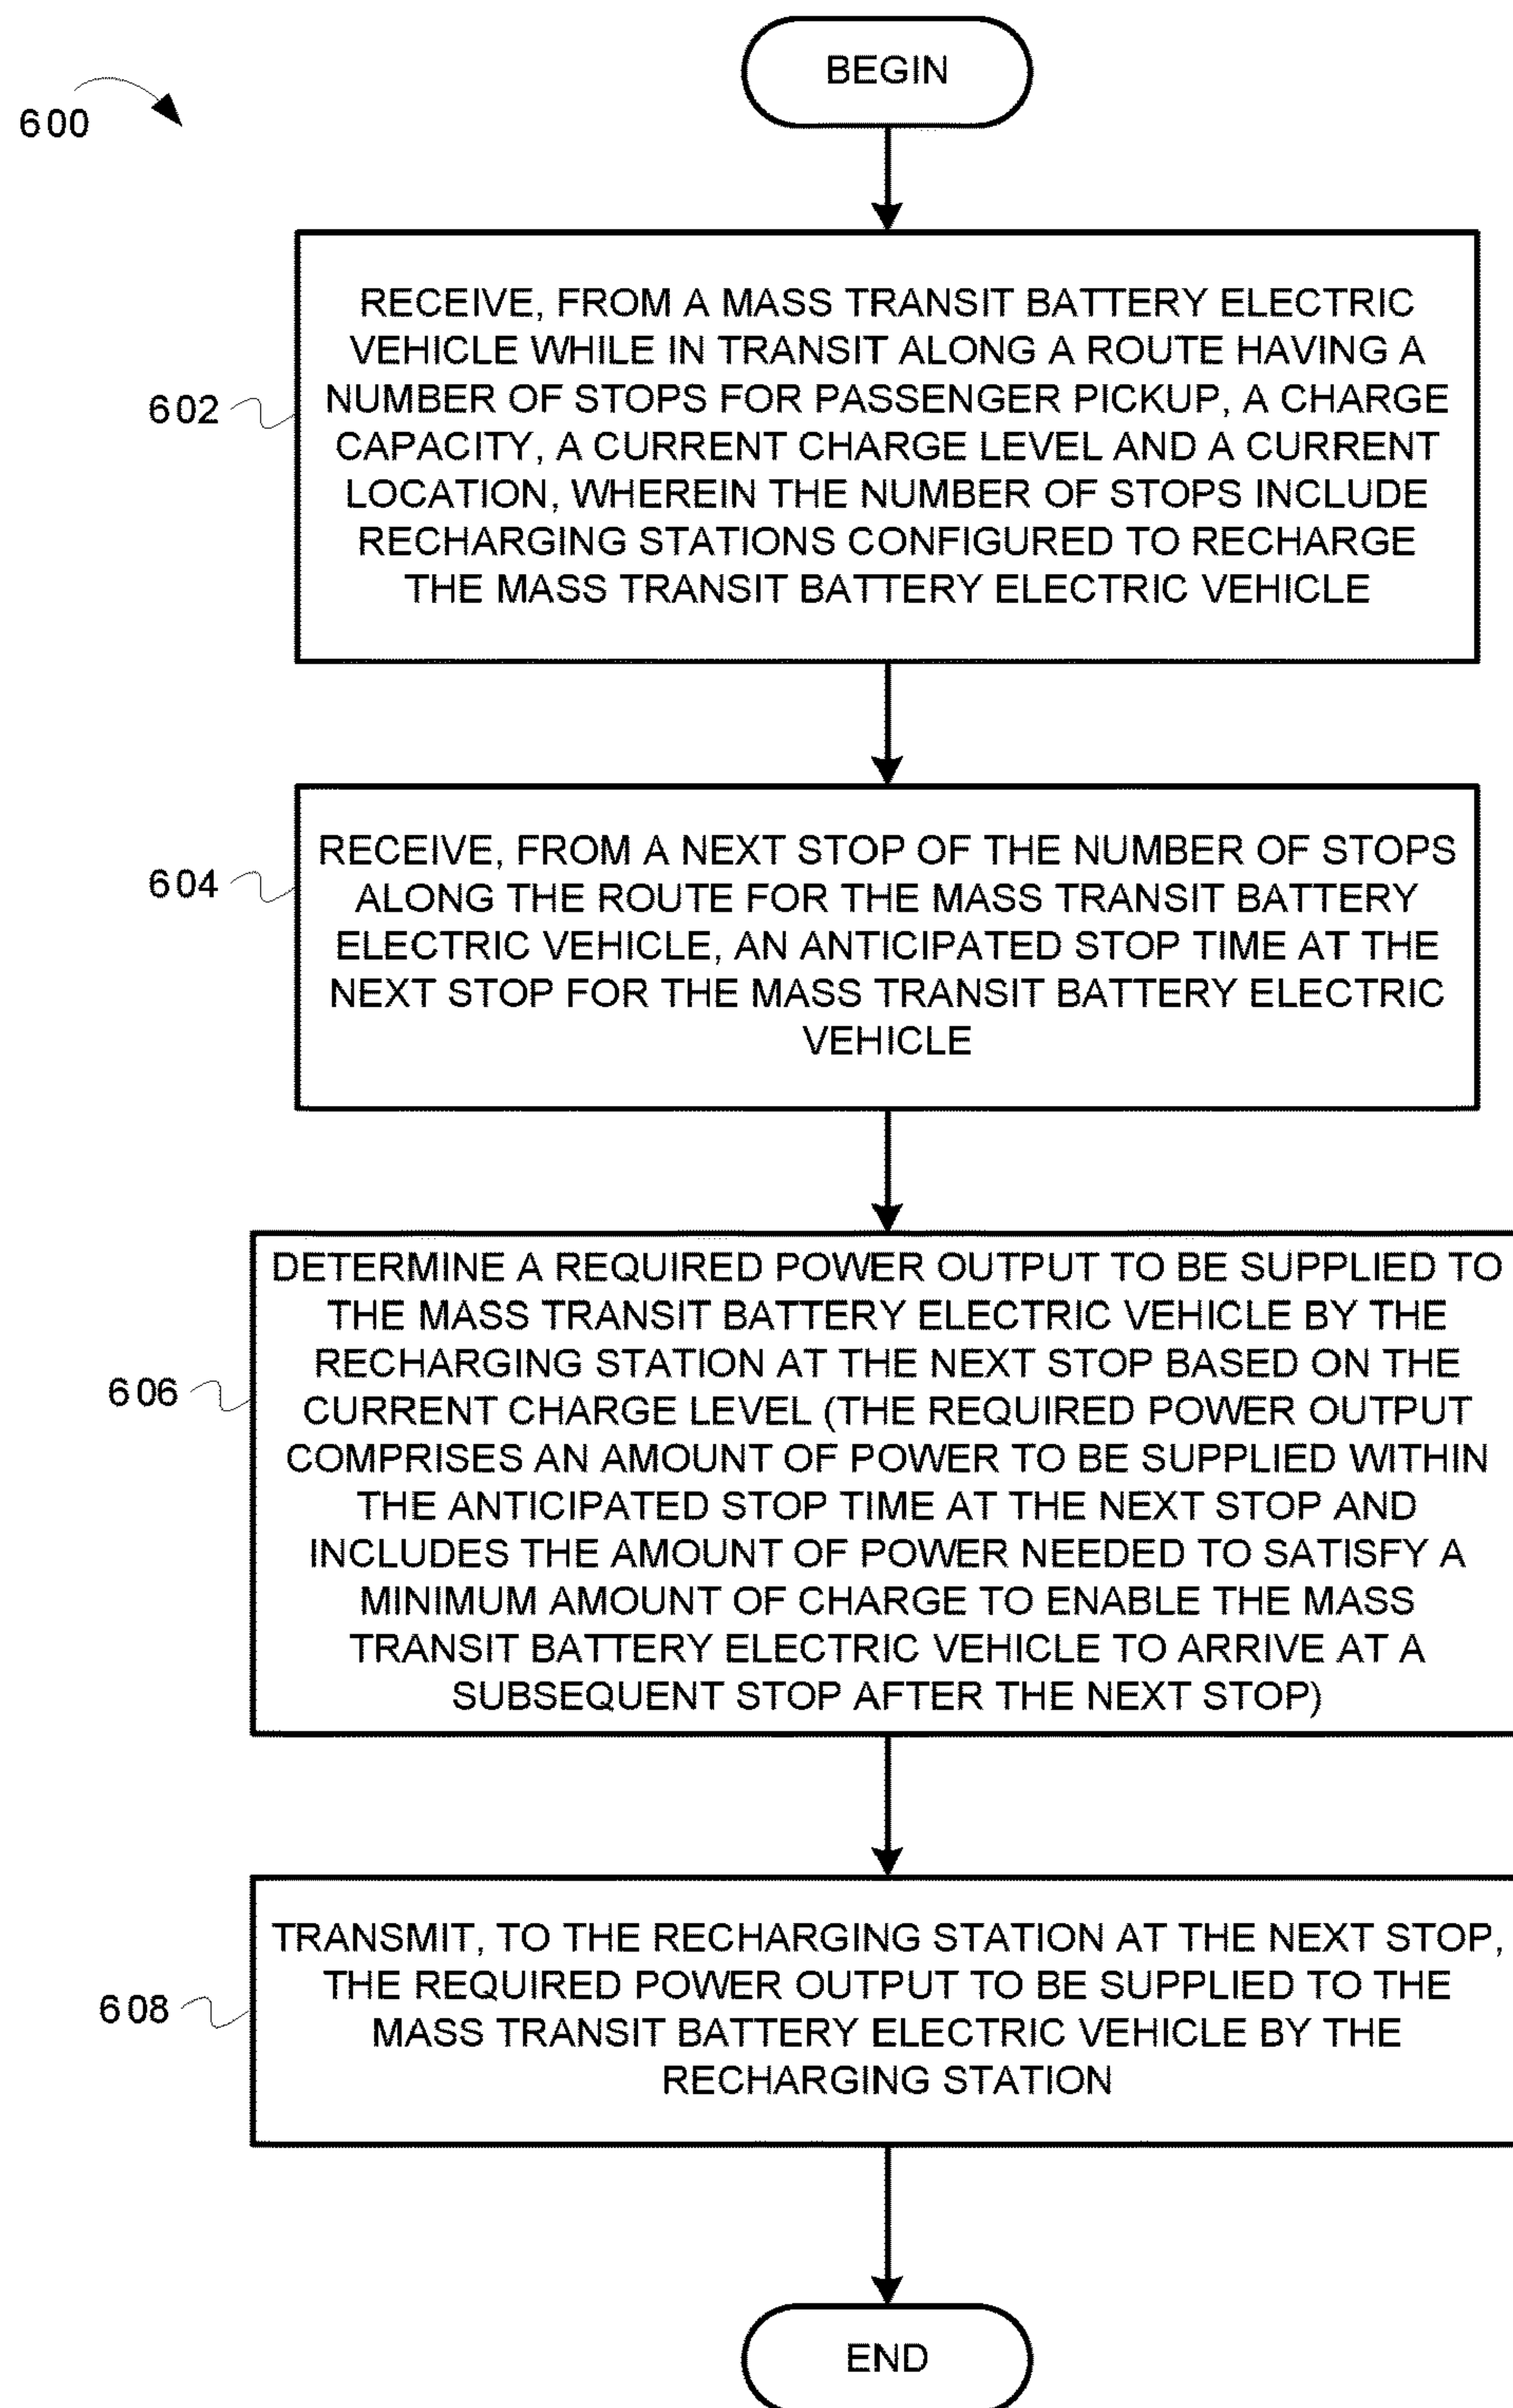 600
BEGIN
602
RECEIVE, FROM A MASS TRANSIT BATTERY ELECTRIC
VEHICLE WHILE IN TRANSIT ALONG A ROUTE HAVING A
NUMBER OF STOPS FOR PASSENGER PICKUP, A CHARGE
CAPACITY, A CURRENT CHARGE LEVEL AND A CURRENT
LOCATION, WHEREIN THE NUMBER OF STOPS INCLUDE
RECHARGING STATIONS CONFIGURED TO RECHARGE
THE MASS TRANSIT BATTERY ELECTRIC VEHICLE
604
RECEIVE, FROM A NEXT STOP OF THE NUMBER OF STOPS
ALONG THE ROUTE FOR THE MASS TRANSIT BATTERY
ELECTRIC VEHICLE, AN ANTICIPATED STOP TIME AT THE
NEXT STOP FOR THE MASS TRANSIT BATTERY ELECTRIC
VEHICLE
606
DETERMINE A REQUIRED POWER OUTPUT TO BE SUPPLIED TO
THE MASS TRANSIT BATTERY ELECTRIC VEHICLE BY THE
RECHARGING STATION AT THE NEXT STOP BASED ON THE
CURRENT CHARGE LEVEL (THE REQUIRED POWER OUTPUT
COMPRISES AN AMOUNT OF POWER TO BE SUPPLIED WITHIN
THE ANTICIPATED STOP TIME AT THE NEXT STOP AND
INCLUDES THE AMOUNT OF POWER NEEDED TO SATISFY A
MINIMUM AMOUNT OF CHARGE TO ENABLE THE MASS
TRANSIT BATTERY ELECTRIC VEHICLE TO ARRIVE AT A
SUBSEQUENT STOP AFTER THE NEXT STOP)
608
TRANSMIT, TO THE RECHARGING STATION AT THE NEXT STOP,
THE REQUIRED POWER OUTPUT TO BE SUPPLIED TO THE
MASS TRANSIT BATTERY ELECTRIC VEHICLE BY THE
RECHARGING STATION
END